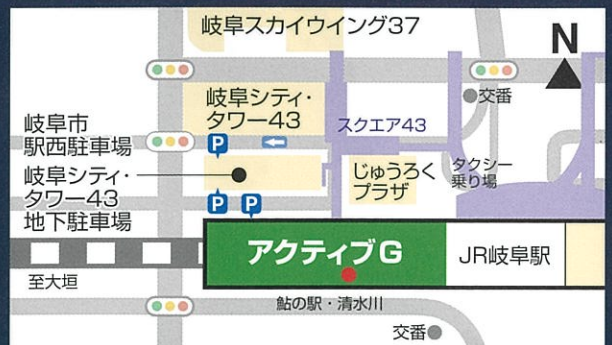 岐阜スカイウイング37
N
岐阜シティ・
タワー43
交番
スクエア43
岐阜市
駅西駐車場
P
岐阜シティ・
タワー43
地下駐車場
じゅうろく
プラザ
タクシー
乗り場
P
P
アクティブG
JR岐阜駅
至大垣
鮎の駅・清水川
交番